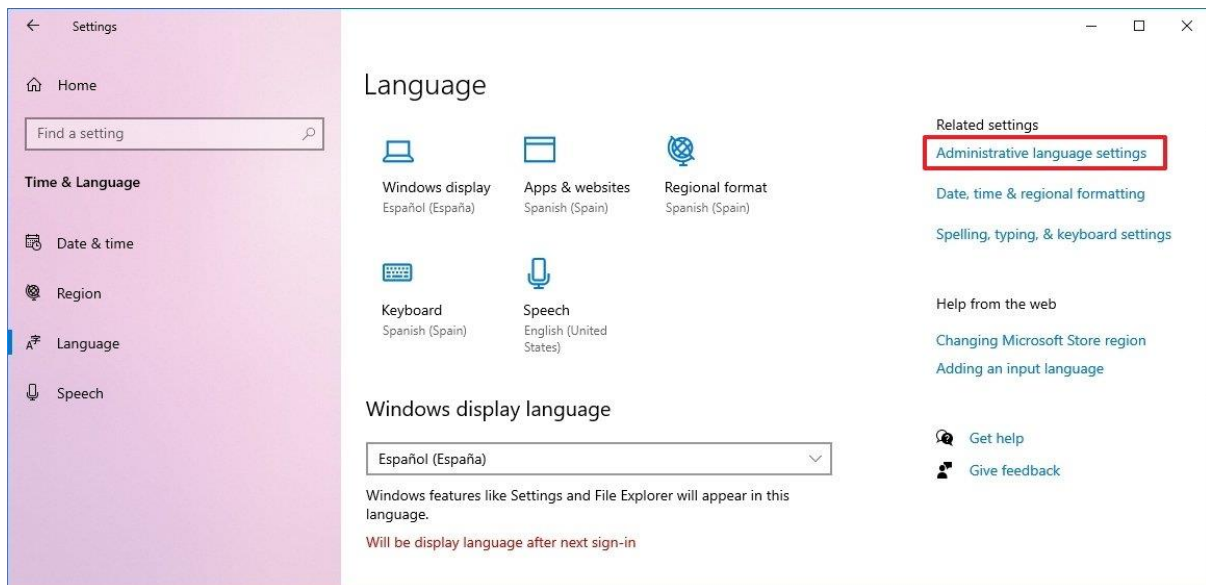 Settings
Home
Find a setting
Time & Language
Date & time
Region
Language
Speech
Language
Windows display
Español (España)
Apps & websites
Spanish (Spain)
Regional format
Spanish (Spain)
Keyboard
Spanish (Spain)
Speech
English (United
States)
Windows display language
Español (España)
Windows features like Settings and File Explorer will appear in this
language.
Will be display language after next sign-in
Related settings
Administrative language settings
Date, time & regional formatting
Spelling, typing, & keyboard settings
Help from the web
Changing Microsoft Store region
Adding an input language
Get help
Give feedback